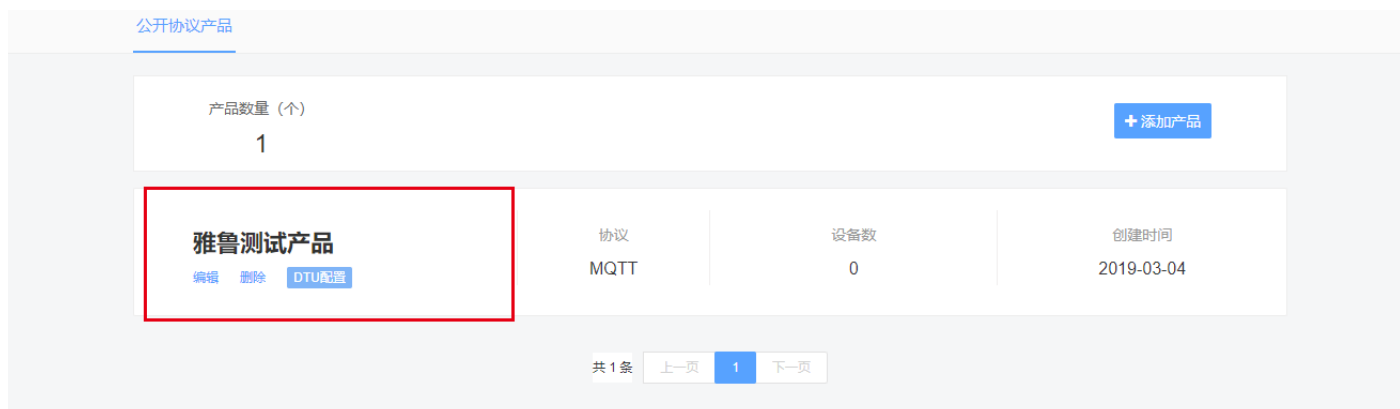 公开协议产品
产品数量（个）
1
+ 添加产品
雅鲁测试产品
编辑 删除 DTU配置
协议
MQTT
设备数
0
创建时间
2019-03-04
共 1 条 上一页 1 下一页